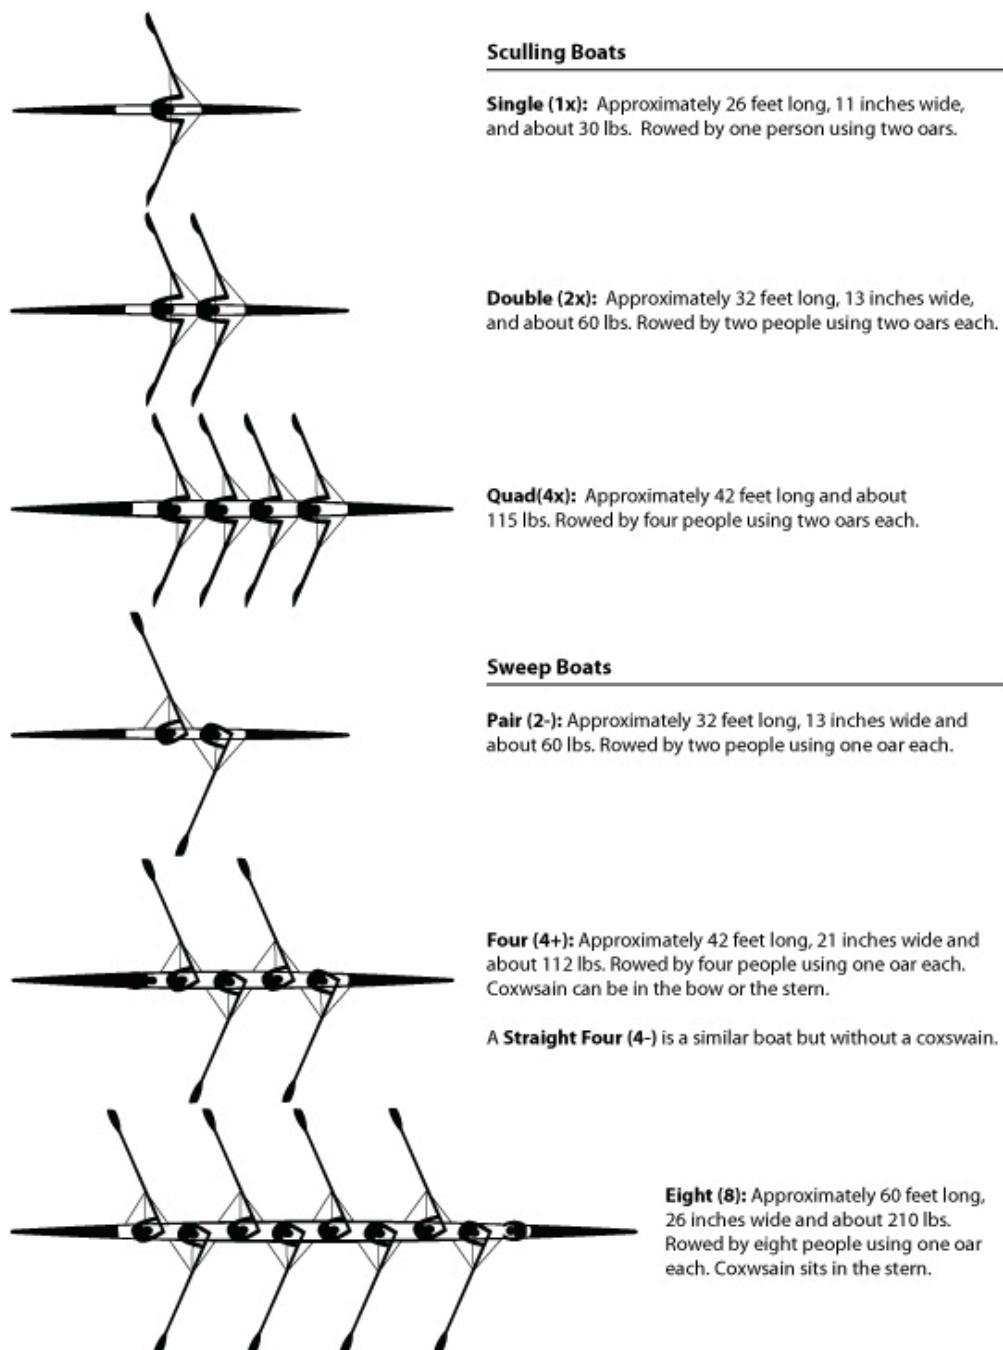 Sculling Boats
Single (1x): Approximately 26 feet long, 11 inches wide,
and about 30 lbs. Rowed by one person using two oars.
Double (2x): Approximately 32 feet long, 13 inches wide,
and about 60 lbs. Rowed by two people using two oars each.
Quad(4x): Approximately 42 feet long and about
115 lbs. Rowed by four people using two oars each.
Sweep Boats
Pair (2-): Approximately 32 feet long, 13 inches wide and
about 60 lbs. Rowed by two people using one oar each.
Four (4+): Approximately 42 feet long, 21 inches wide and
about 112 lbs. Rowed by four people using one oar each.
Coxwsain can be in the bow or the stern.
A Straight Four (4-) is a similar boat but without a coxswain.
Eight (8): Approximately 60 feet long,
26 inches wide and about 210 lbs.
Rowed by eight people using one oar
each. Coxwsain sits in the stern.